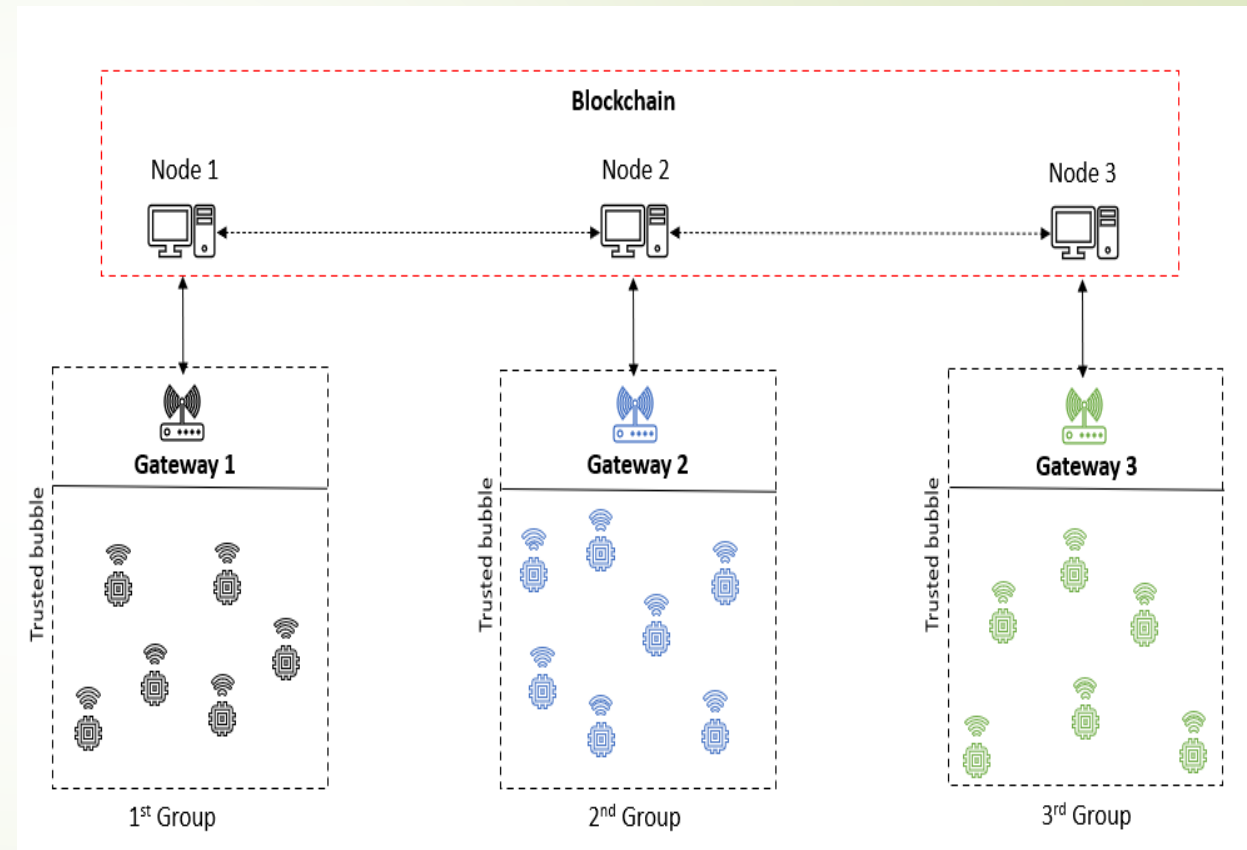 Blockchain
Node 1
Node 2
Node 3
Gateway 1
Gateway 2
Gateway 3
Trusted bubble
Trusted bubble
Trusted bubble
1st Group
2nd Group
3rd Group